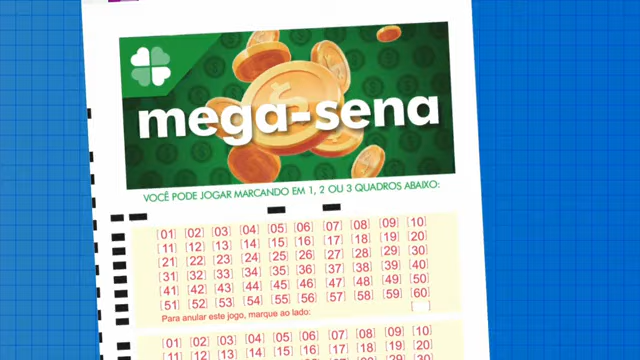 mega-sena
VOCÊ PODE JOGAR MARCANDO EM 1, 2 OU 3 QUADROS ABAIXO:
[01] [02] [03] [04] [05] [06] [07] [08] [09] [10]
[11] [12] [13] [14] [15] [16] [17] [18] [19] [20]
[21] [22] [23] [24] [25] [26] [27] [28] [29] [30]
[31] [32] [33] [34] [35] [36] [37] [38] [39] [40]
[41] [42] [43] [44] [45] [46] [47] [48] [49] [50]
[51] [52] [53] [54] [55] [56] [57] [58] [59] [60]
Para anular este jogo, marque ao lado: [ ]
[01] [02] [03] [04] [05] [06] [07] [08] [09] [10]
[11] [12] [13] [14] [15] [16] [17] [18] [19] [20]
[30]